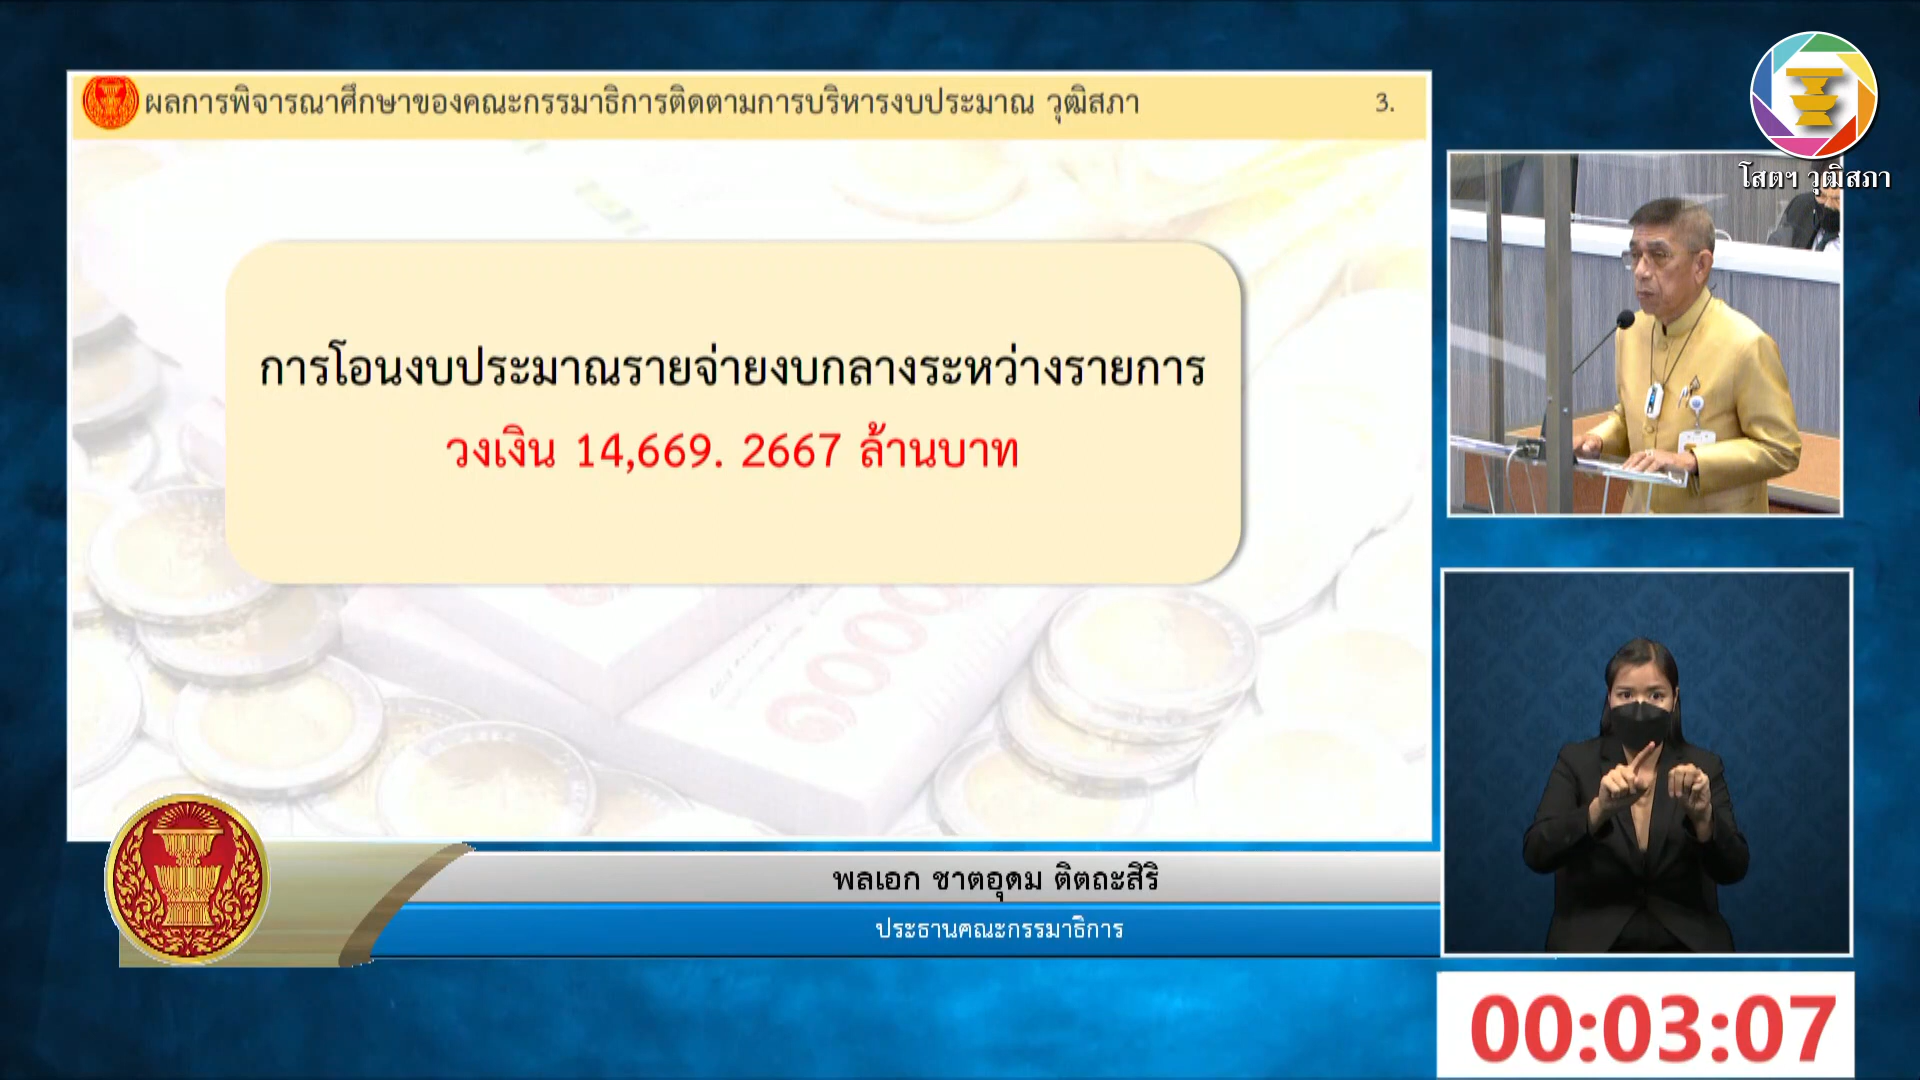 ผลการพิจารณาศึกษาของคณะกรรมาธิการติดตามการบริหารงบประมาณ วุฒิสภา
3.
โสตฯ วุฒิสภา
การโอนงบประมาณรายจ่ายงบกลางระหว่างรายการ
วงเงิน 14,669. 2667 ล้านบาท
๑๐๐๐
พลเอก ชาตอุดม ติตถะสิริ
ประธานคณะกรรมาธิการ
00:03:07